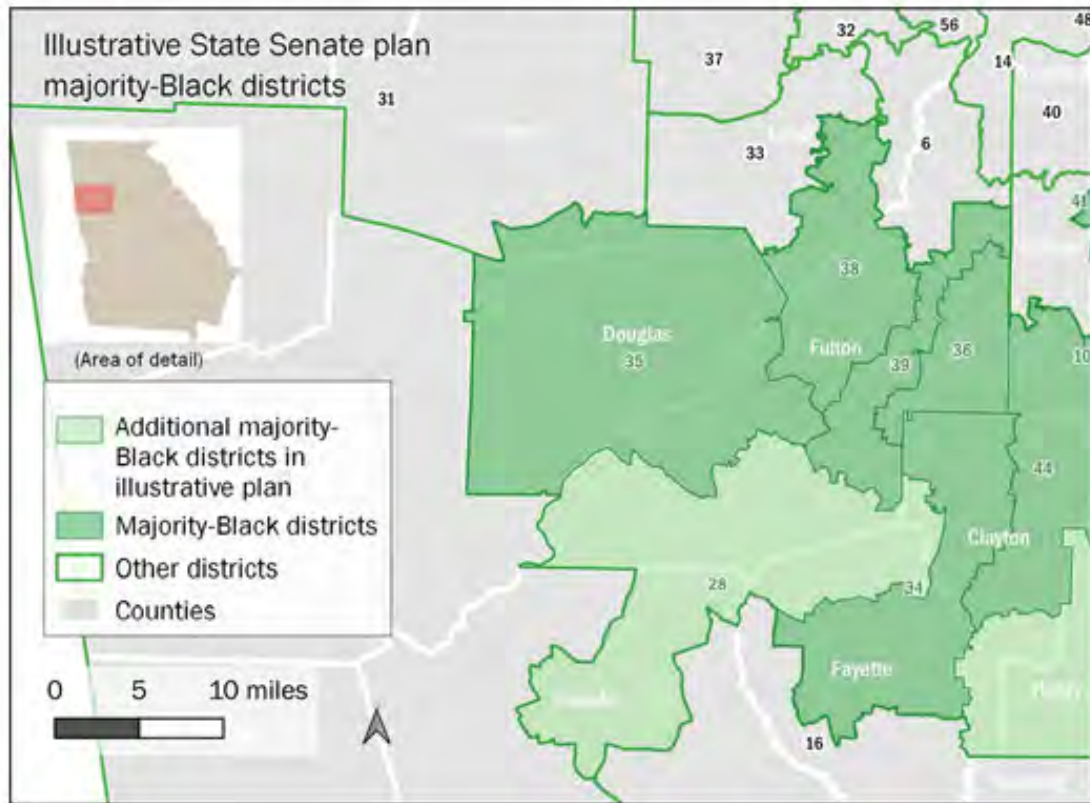 Illustrative State Senate plan
majority-Black districts
31
37
32
56
48
14
40
33
6
41
38
Douglas
35
Fulton
39
36
10
(Area of detail)
Additional majority-
Black districts in
illustrative plan
Majority-Black districts
Other districts
Counties
44
Clayton
28
34
Fayette
0 5 10 miles
16